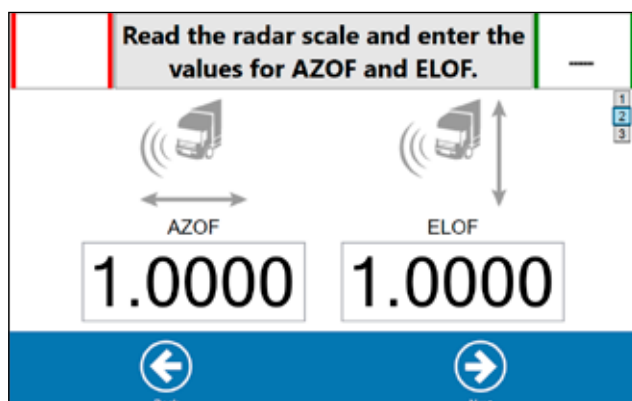 Read the radar scale and enter the
values for AZOF and ELOF.
---
1
2
3
AZOF
ELOF
1.0000
1.0000